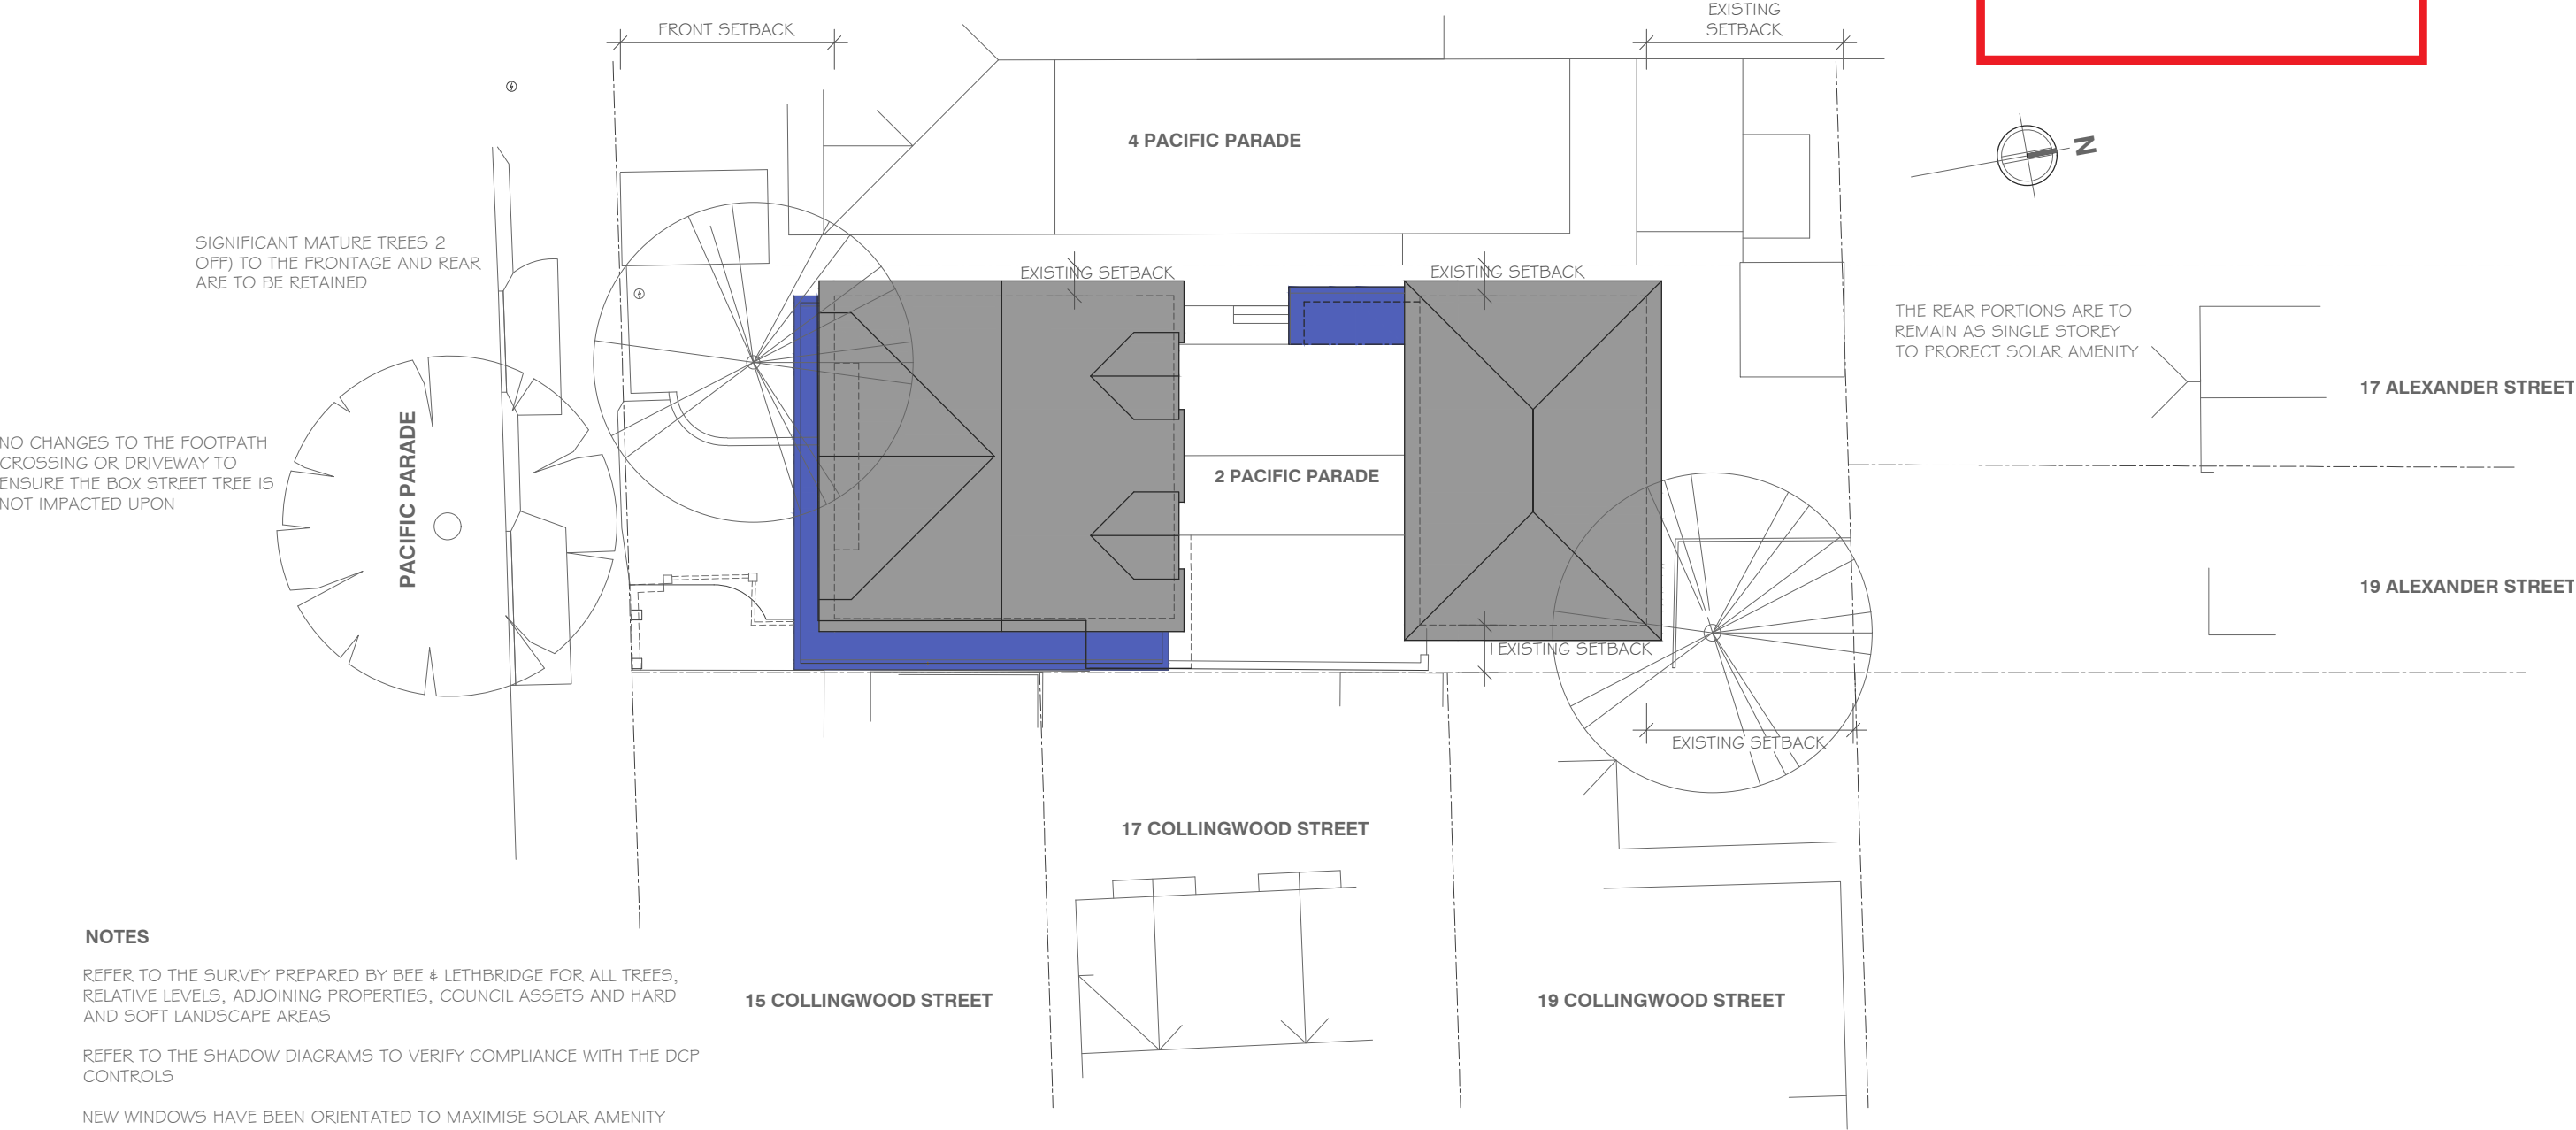 FRONT SETBACK
EXISTING
SETBACK
4 PACIFIC PARADE
N
SIGNIFICANT MATURE TREES 2
OFF) TO THE FRONTAGE AND REAR
ARE TO BE RETAINED
EXISTING SETBACK
EXISTING SETBACK
THE REAR PORTIONS ARE TO
REMAIN AS SINGLE STOREY
TO PRORECT SOLAR AMENITY
17 ALEXANDER STREET
NO CHANGES TO THE FOOTPATH
CROSSING OR DRIVEWAY TO
ENSURE THE BOX STREET TREE IS
NOT IMPACTED UPON
PACIFIC PARADE
2 PACIFIC PARADE
19 ALEXANDER STREET
EXISTING SETBACK
EXISTING SETBACK
17 COLLINGWOOD STREET
15 COLLINGWOOD STREET
19 COLLINGWOOD STREET
NOTES
REFER TO THE SURVEY PREPARED BY BEE & LETHBRIDGE FOR ALL TREES,
RELATIVE LEVELS, ADJOINING PROPERTIES, COUNCIL ASSETS AND HARD
AND SOFT LANDSCAPE AREAS
REFER TO THE SHADOW DIAGRAMS TO VERIFY COMPLIANCE WITH THE DCP
CONTROLS
NEW WINDOWS HAVE BEEN ORIENTATED TO MAXIMISE SOLAR AMENITY